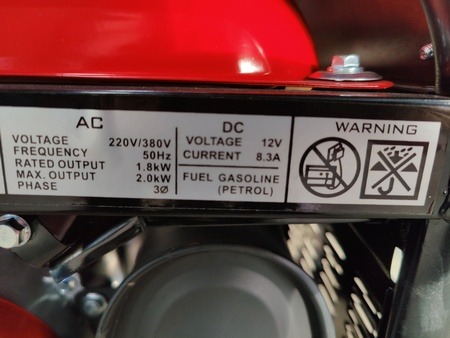 AC
VOLTAGE 220V/380V
FREQUENCY 50Hz
RATED OUTPUT 1.8kW
MAX. OUTPUT 2.0kW
PHASE 3Ø
DC
VOLTAGE 12V
CURRENT 8.3A
FUEL GASOLINE
(PETROL)
WARNING